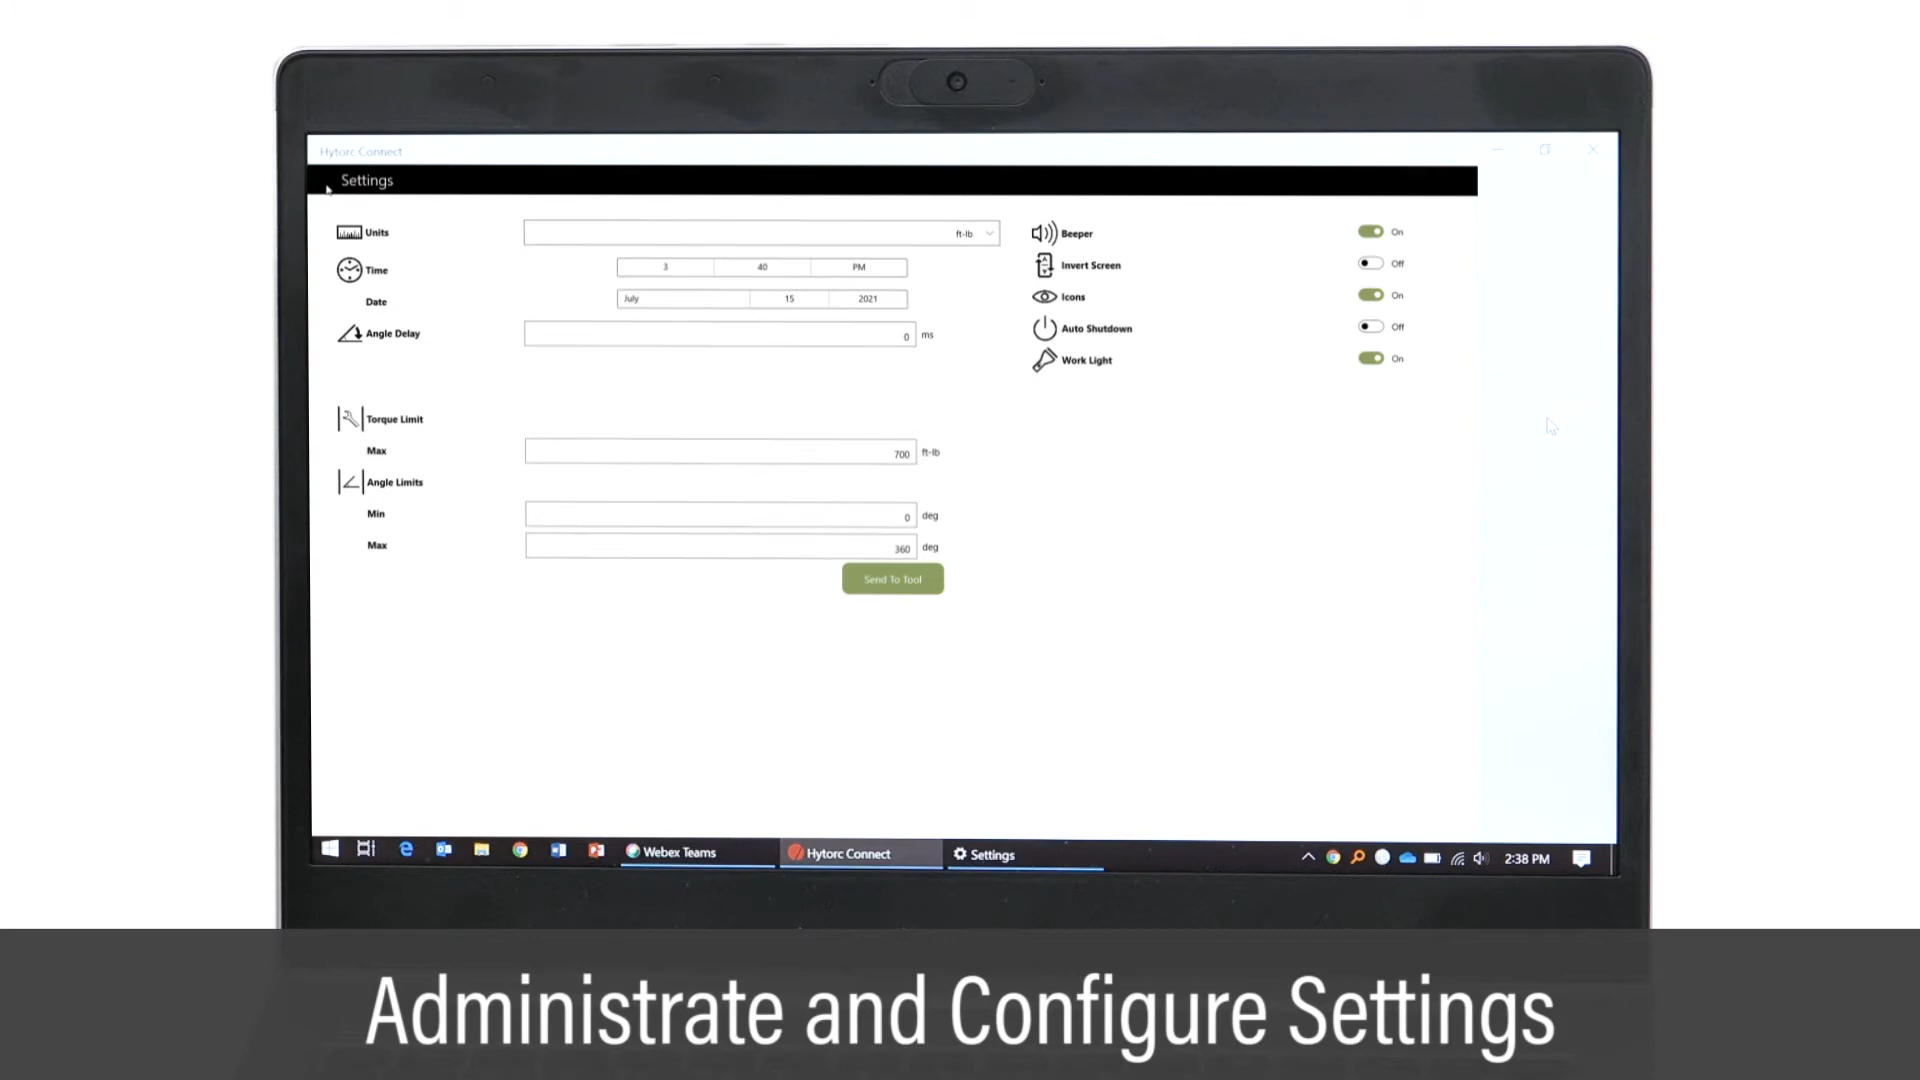 Hytorc Connect
Settings
Units
ft-lb
Time
3 40 PM
Date
July 15 2021
Angle Delay
0 ms
Torque Limit
Max
700 ft-lb
Angle Limits
Min
0 deg
Max
360 deg
Send To Tool
Beeper
On
Invert Screen
Off
Icons
On
Auto Shutdown
Off
Work Light
On
Webex Teams
Hytorc Connect
Settings
2:38 PM
Administrate and Configure Settings